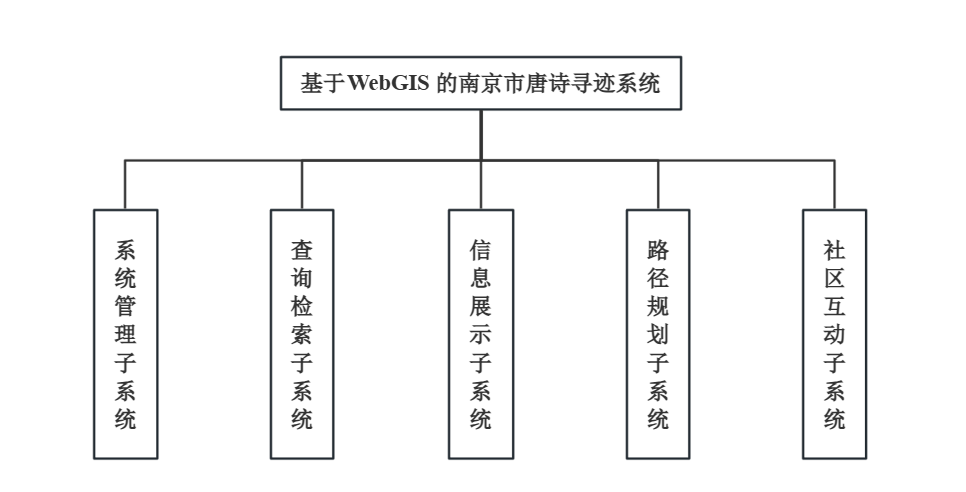 基于WebGIS 的南京市唐诗寻迹系统
系统管理子系统
查询检索子系统
信息展示子系统
路径规划子系统
社区互动子系统